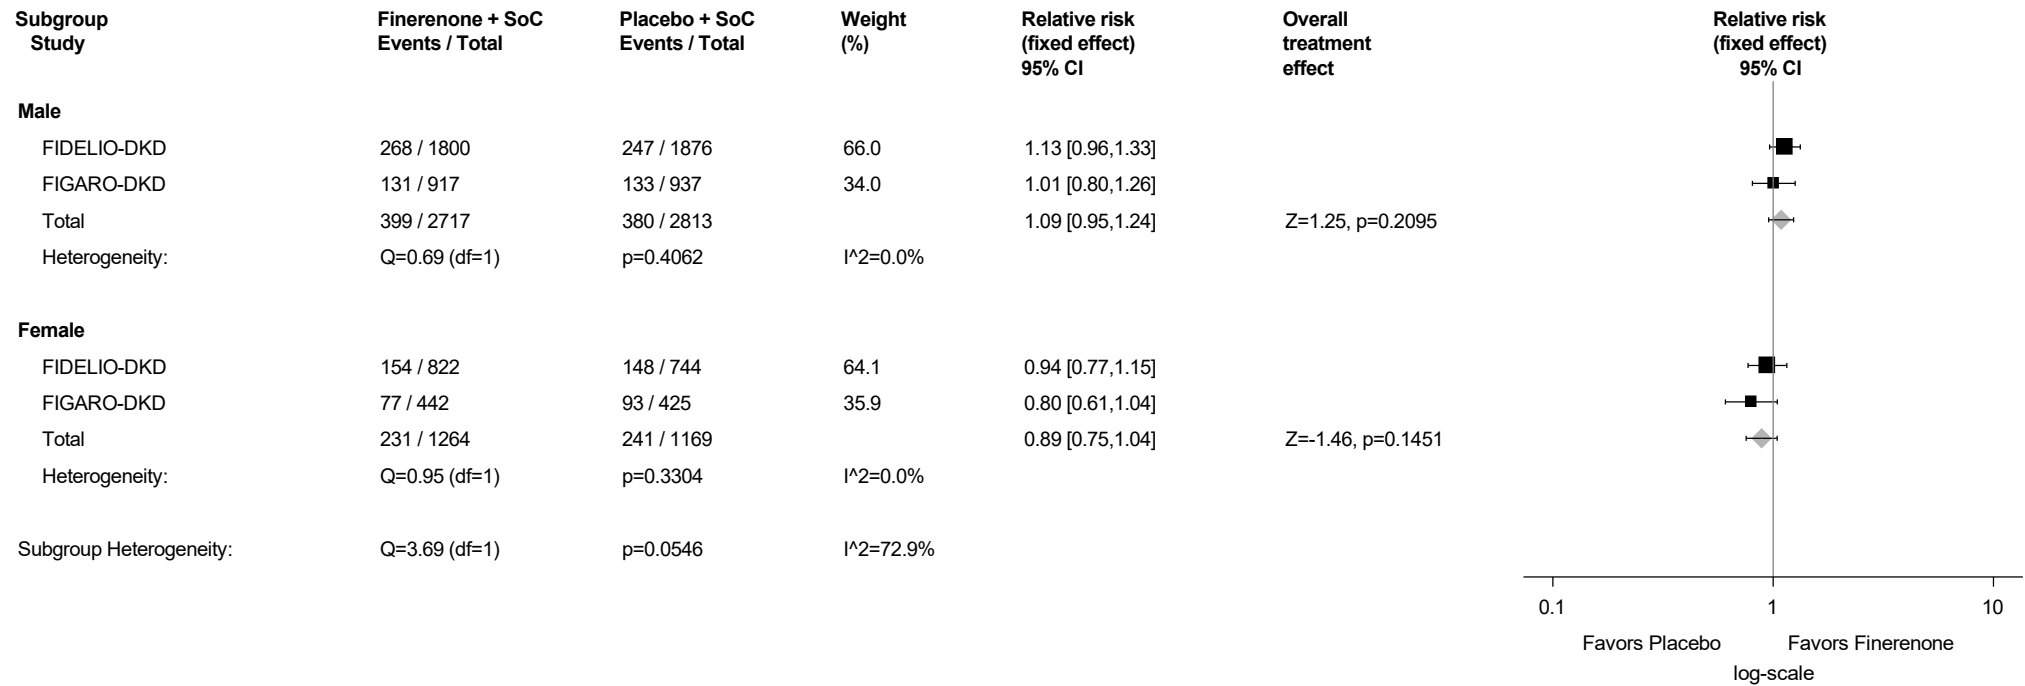 Subgroup Finerenone + SoC Placebo + SoC Weight Relative risk Overall Relative risk
Study Events / Total Events / Total (%) (fixed effect) treatment (fixed effect)
95% CI effect 95% CI
Male
FIDELIO-DKD 268 / 1800 247 / 1876 66.0 1.13 [0.96,1.33]
FIGARO-DKD 131 / 917 133 / 937 34.0 1.01 [0.80,1.26]
Total 399 / 2717 380 / 2813 1.09 [0.95,1.24] Z=1.25, p=0.2095
Heterogeneity: Q=0.69 (df=1) p=0.4062 I^2=0.0%
Female
FIDELIO-DKD 154 / 822 148 / 744 64.1 0.94 [0.77,1.15]
FIGARO-DKD 77 / 442 93 / 425 35.9 0.80 [0.61,1.04]
Total 231 / 1264 241 / 1169 0.89 [0.75,1.04] Z=-1.46, p=0.1451
Heterogeneity: Q=0.95 (df=1) p=0.3304 I^2=0.0%
Subgroup Heterogeneity: Q=3.69 (df=1) p=0.0546 I^2=72.9%
0.1 1 10
Favors Placebo Favors Finerenone
log-scale